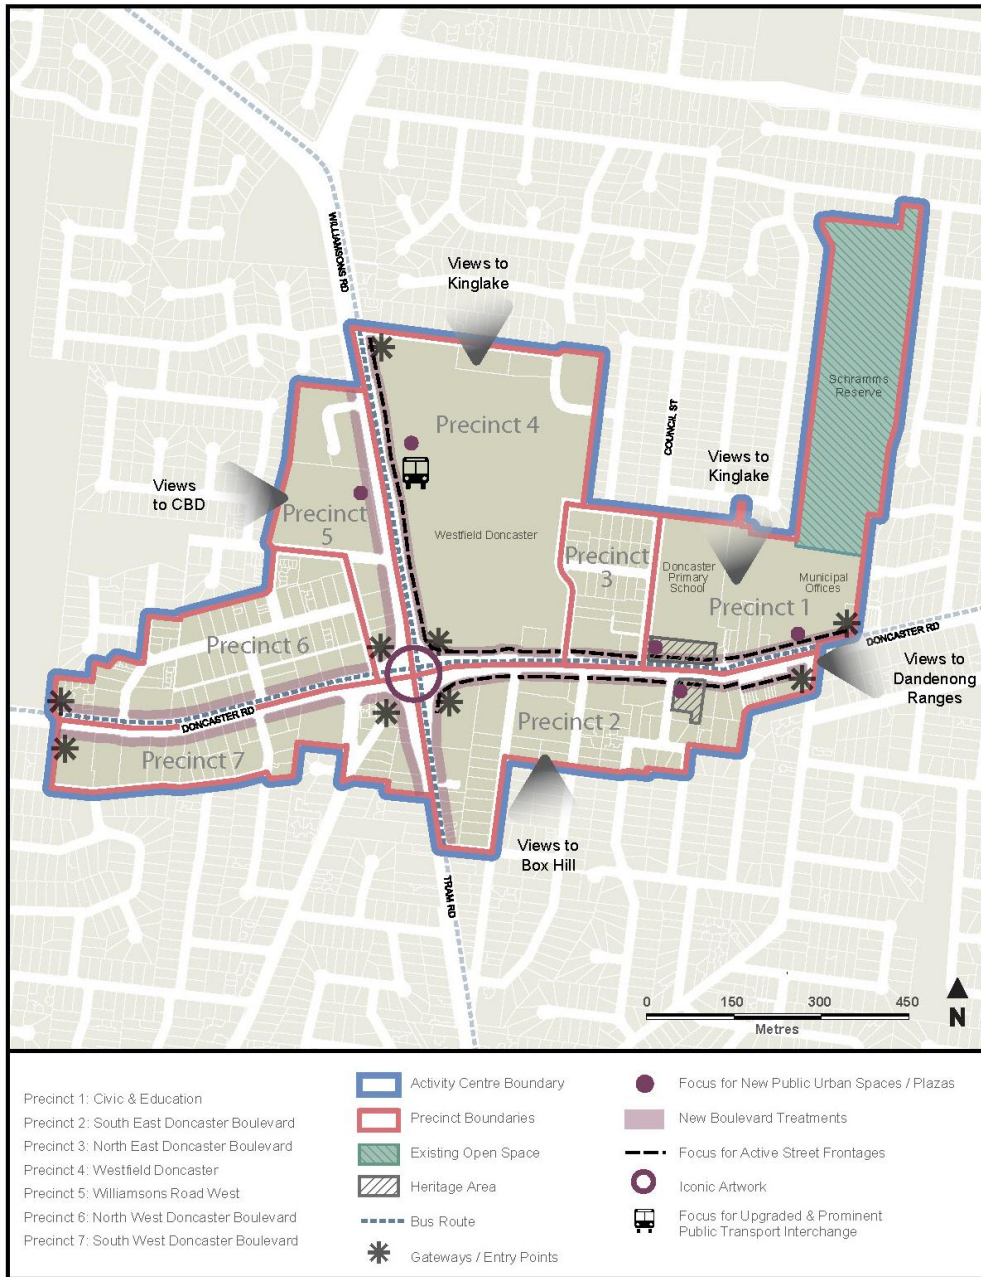 WILLIAMSONS RD
Views to
Kinglake
Schramms
Reserve
Precinct 4
COUNCIL ST
Views to
Kinglake
Views
to CBD
Precinct
5
Westfield Doncaster
Precinct
3
Doncaster
Primary
School
Municipal
Offices
Precinct 1
DONCASTER RD
Precinct 6
Views to
Dandenong
Ranges
DONCASTER RD
Precinct 2
Precinct 7
Views to
Box Hill
TRAM RD
0 150 300 450
Metres
N
Precinct 1: Civic & Education
Precinct 2: South East Doncaster Boulevard
Precinct 3: North East Doncaster Boulevard
Precinct 4: Westfield Doncaster
Precinct 5: Williamsons Road West
Precinct 6: North West Doncaster Boulevard
Precinct 7: South West Doncaster Boulevard
Activity Centre Boundary
Precinct Boundaries
Existing Open Space
Heritage Area
Bus Route
Gateways / Entry Points
Focus for New Public Urban Spaces / Plazas
New Boulevard Treatments
Focus for Active Street Frontages
Iconic Artwork
Focus for Upgraded & Prominent
Public Transport Interchange